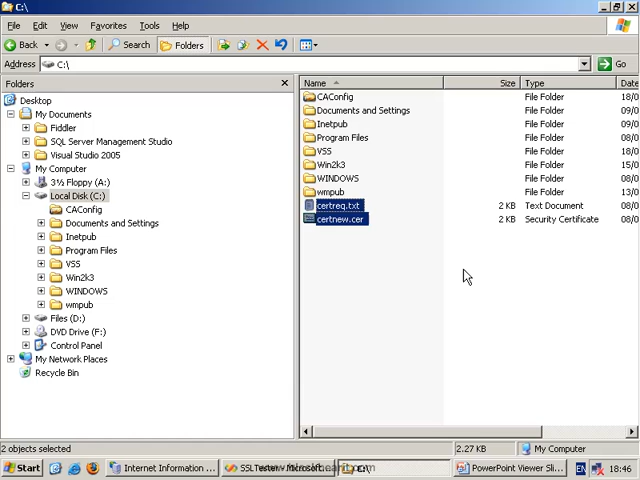 C:\
File Edit View Favorites Tools Help
Back Search Folders
Address C:\ Go
Folders
Desktop
My Documents
Fiddler
SQL Server Management Studio
Visual Studio 2005
My Computer
3½ Floppy (A:)
Local Disk (C:)
CAConfig
Documents and Settings
Inetpub
Program Files
VSS
Win2k3
WINDOWS
wmpub
Files (D:)
DVD Drive (F:)
Control Panel
My Network Places
Recycle Bin
Name Size Type Date
CAConfig File Folder 18/0
Documents and Settings File Folder 09/0
Inetpub File Folder 09/0
Program Files File Folder 08/0
VSS File Folder 18/0
Win2k3 File Folder 15/0
WINDOWS File Folder 08/0
wmpub File Folder 13/0
certreq.txt 2 KB Text Document 08/0
certnew.cer 2 KB Security Certificate 08/0
2 objects selected 2.27 KB My Computer
Start Internet Information ... C:\ PowerPoint Viewer Sli... EN 18:46